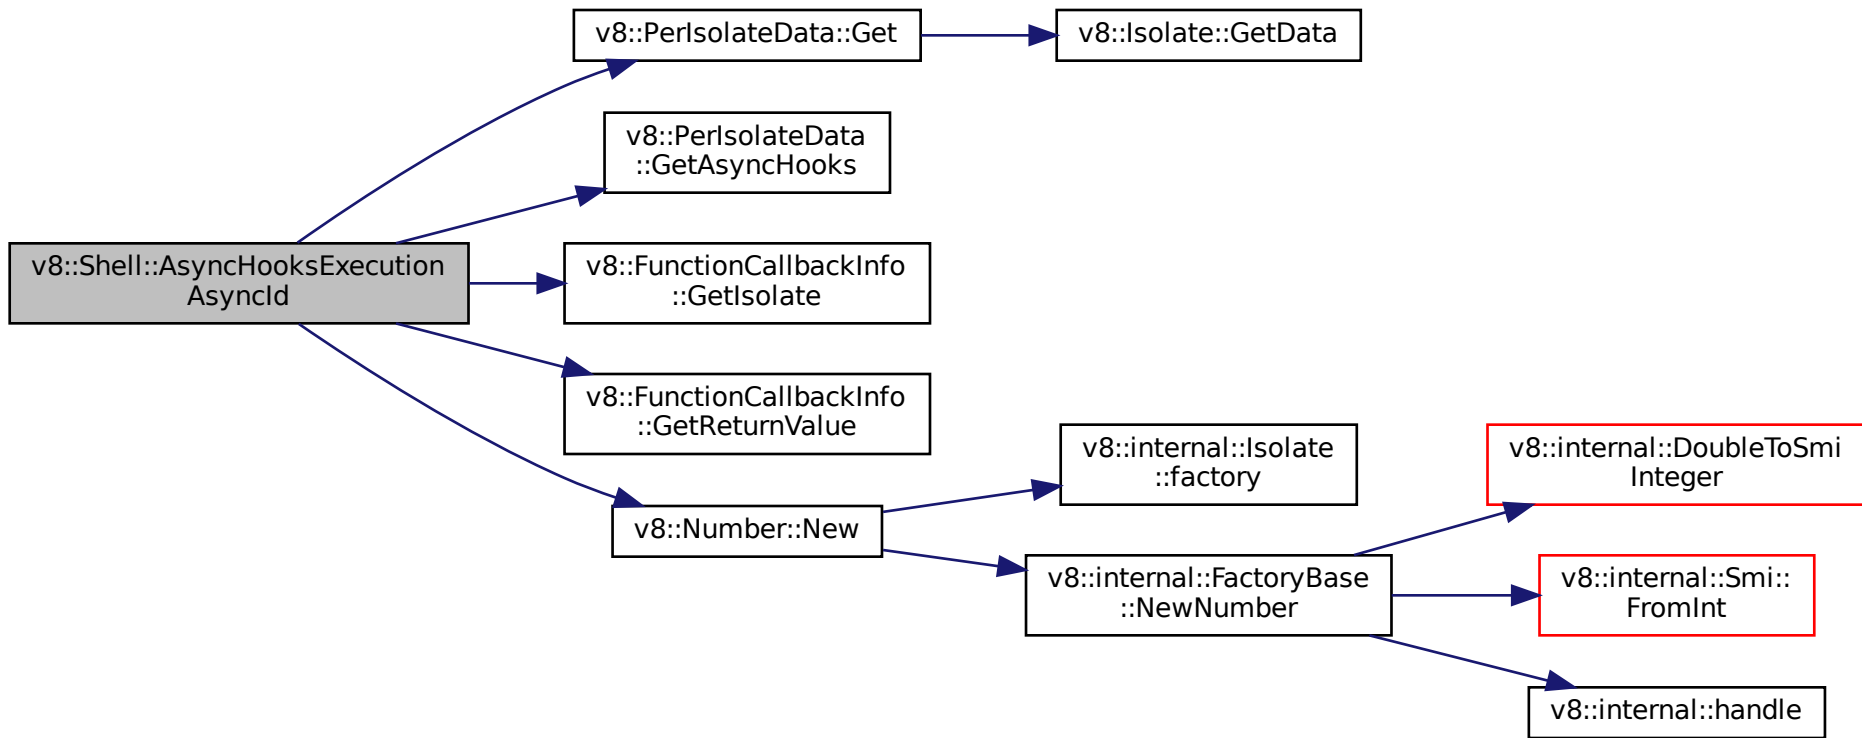 v8::PerIsolateData::Get
v8::Isolate::GetData
v8::PerIsolateData
::GetAsyncHooks
v8::Shell::AsyncHooksExecution
AsyncId
v8::FunctionCallbackInfo
::GetIsolate
v8::FunctionCallbackInfo
::GetReturnValue
v8::Number::New
v8::internal::Isolate
::factory
v8::internal::FactoryBase
::NewNumber
v8::internal::DoubleToSmi
Integer
v8::internal::Smi::
FromInt
v8::internal::handle